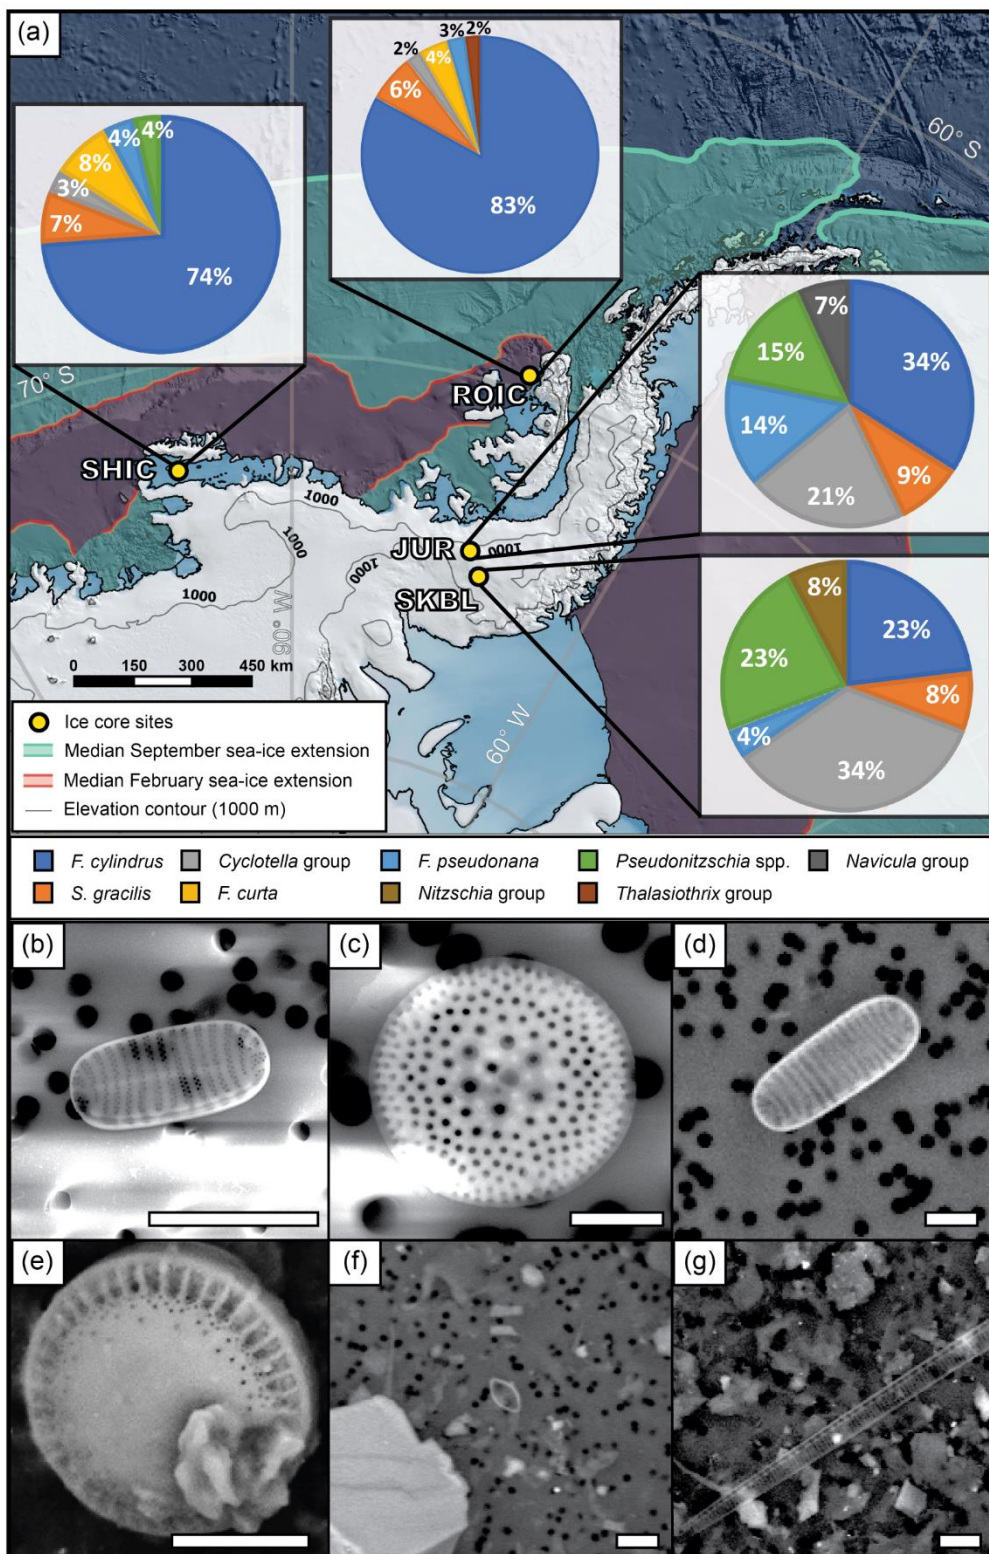 (a)
2%
3%
2%
4%
6%
83%
60° S
4%
4%
8%
3%
7%
74%
7%
34%
15%
14%
9%
21%
70° S
ROIC
SHIC
1000
1000
JUR
1000
1000
SKBL
1000
90° W
60° W
8%
23%
23%
8%
4%
34%
0 150 300 450 km
Ice core sites
Median September sea-ice extension
Median February sea-ice extension
Elevation contour (1000 m)
F. cylindrus Cyclotella group F. pseudonana Pseudonitzschia spp. Navicula group
S. gracilis F. curta Nitzschia group Thalasiothrix group
(b) (c) (d)
(e) (f) (g)